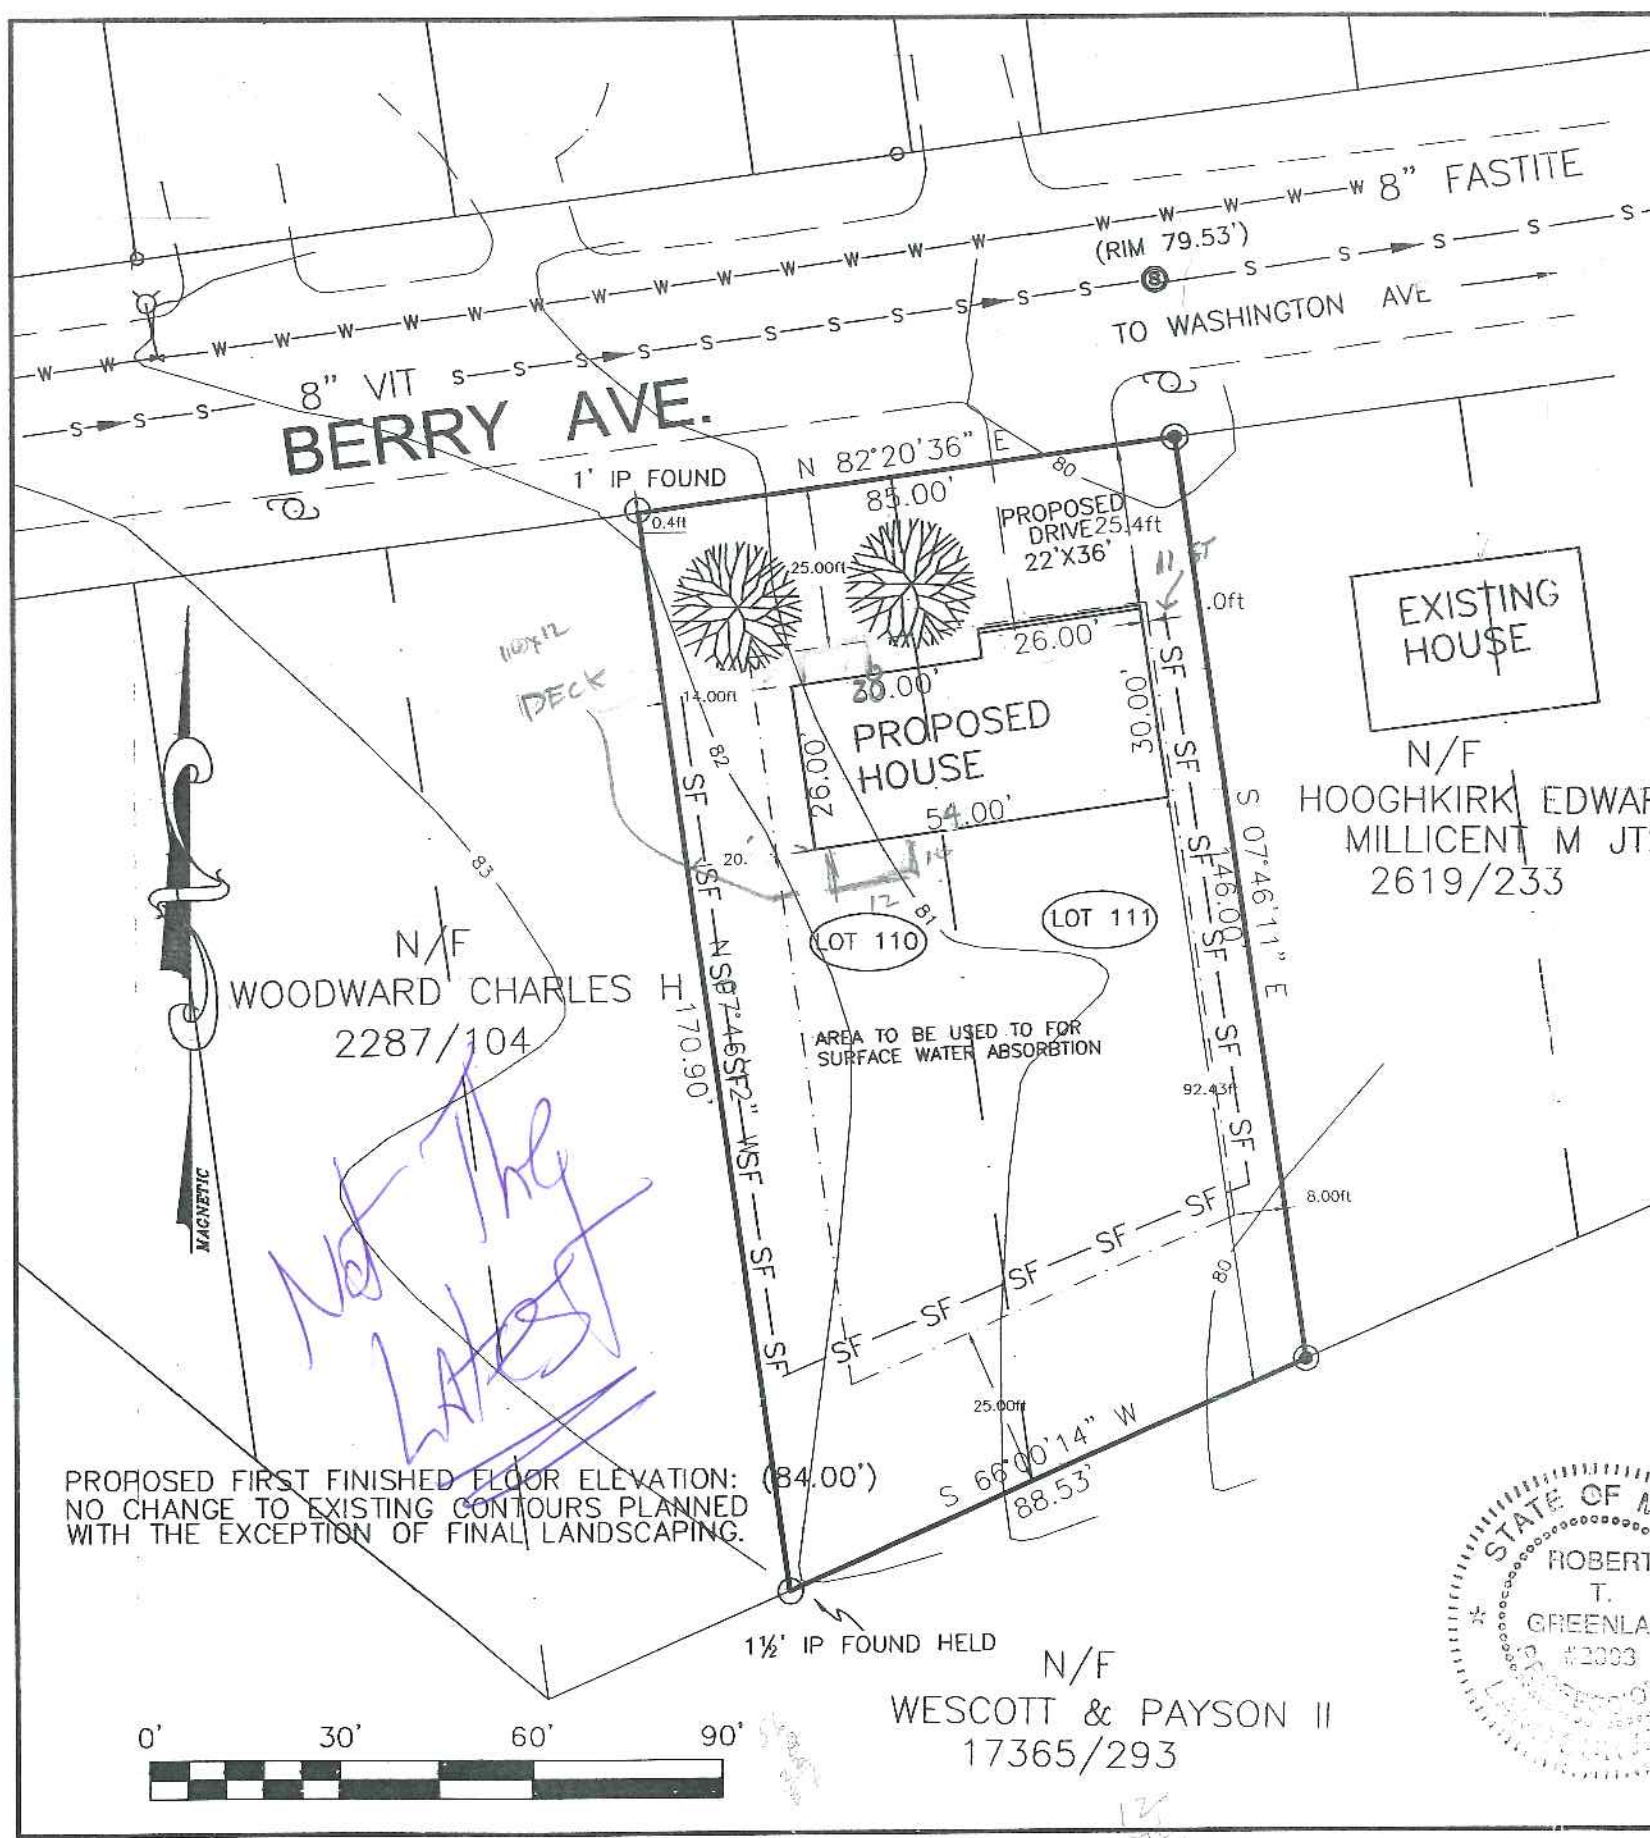 8" FASTITE
(RIM 79.53')
TO WASHINGTON AVE
8" VIT
BERRY AVE.
1' IP FOUND
N 82°20'36" E
85.00'
80
0.4ft
PROPOSED
DRIVE 25.4ft
22'X36'
11 FT
.0ft
25.00ft
26.00'
EXISTING
HOUSE
DECK
14.00ft
30.00'
PROPOSED
HOUSE
26.00'
30.00'
54.00'
82
20.'
12
81
83
N/F
HOOGHKIRK EDWAR
MILLICENT M JT
2619/233
S 07°46'11" E
146.00'
LOT 110
LOT 111
N/F
WOODWARD CHARLES H
2287/104
170.90'
AREA TO BE USED TO FOR
SURFACE WATER ABSORBTION
92.43ft
MAGNETIC
Not The
Latest
8.00ft
80
25.00ft
S 66°00'14" W
88.53'
PROPOSED FIRST FINISHED FLOOR ELEVATION: (84.00')
NO CHANGE TO EXISTING CONTOURS PLANNED
WITH THE EXCEPTION OF FINAL LANDSCAPING.
1½' IP FOUND HELD
N/F
WESCOTT & PAYSON II
17365/293
0' 30' 60' 90'
STATE OF M
ROBERT
T.
GREENLA
#2303